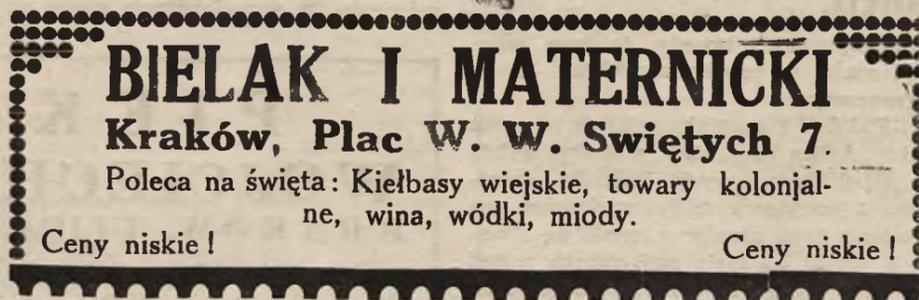 BIELAK I MATERNICKI
Kraków, Plac W. W. Swiętych 7.
Poleca na święta: Kiełbasy wiejskie, towary kolonjal-
ne, wina, wódki, miody.
Ceny niskie! Ceny niskie!